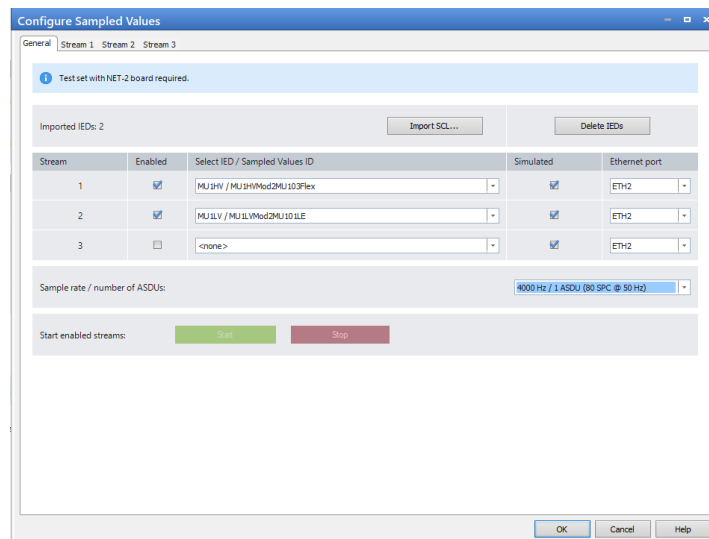 Configure Sampled Values
General Stream 1 Stream 2 Stream 3
Test set with NET-2 board required.
Imported IEDs: 2 Import SCL... Delete IEDs
Stream Enabled Select IED / Sampled Values ID Simulated Ethernet port
1 MU1HV / MU1HVMod2MU103Flex ETH2
2 MU1LV / MU1LVMod2MU101LE ETH2
3 <none> ETH2
Sample rate / number of ASDUs: 4000 Hz / 1 ASDU (80 SPC @ 50 Hz)
Start enabled streams: Start Stop
OK Cancel Help